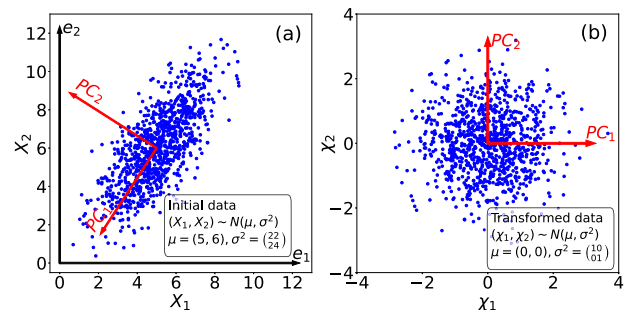 (a)
e₂
12
10
8
6
4
2
0
X₂
PC₂
PC₁
Initial data
(X₁, X₂) ~ N(μ, σ²)
μ = (5, 6), σ² = (22 24)
e₁
0 2 4 6 8 10 12
X₁
(b)
4
2
0
−2
−4
χ₂
PC₂
PC₁
Transformed data
(χ₁, χ₂) ~ N(μ, σ²)
μ = (0, 0), σ² = (10 01)
−4 −2 0 2 4
χ₁